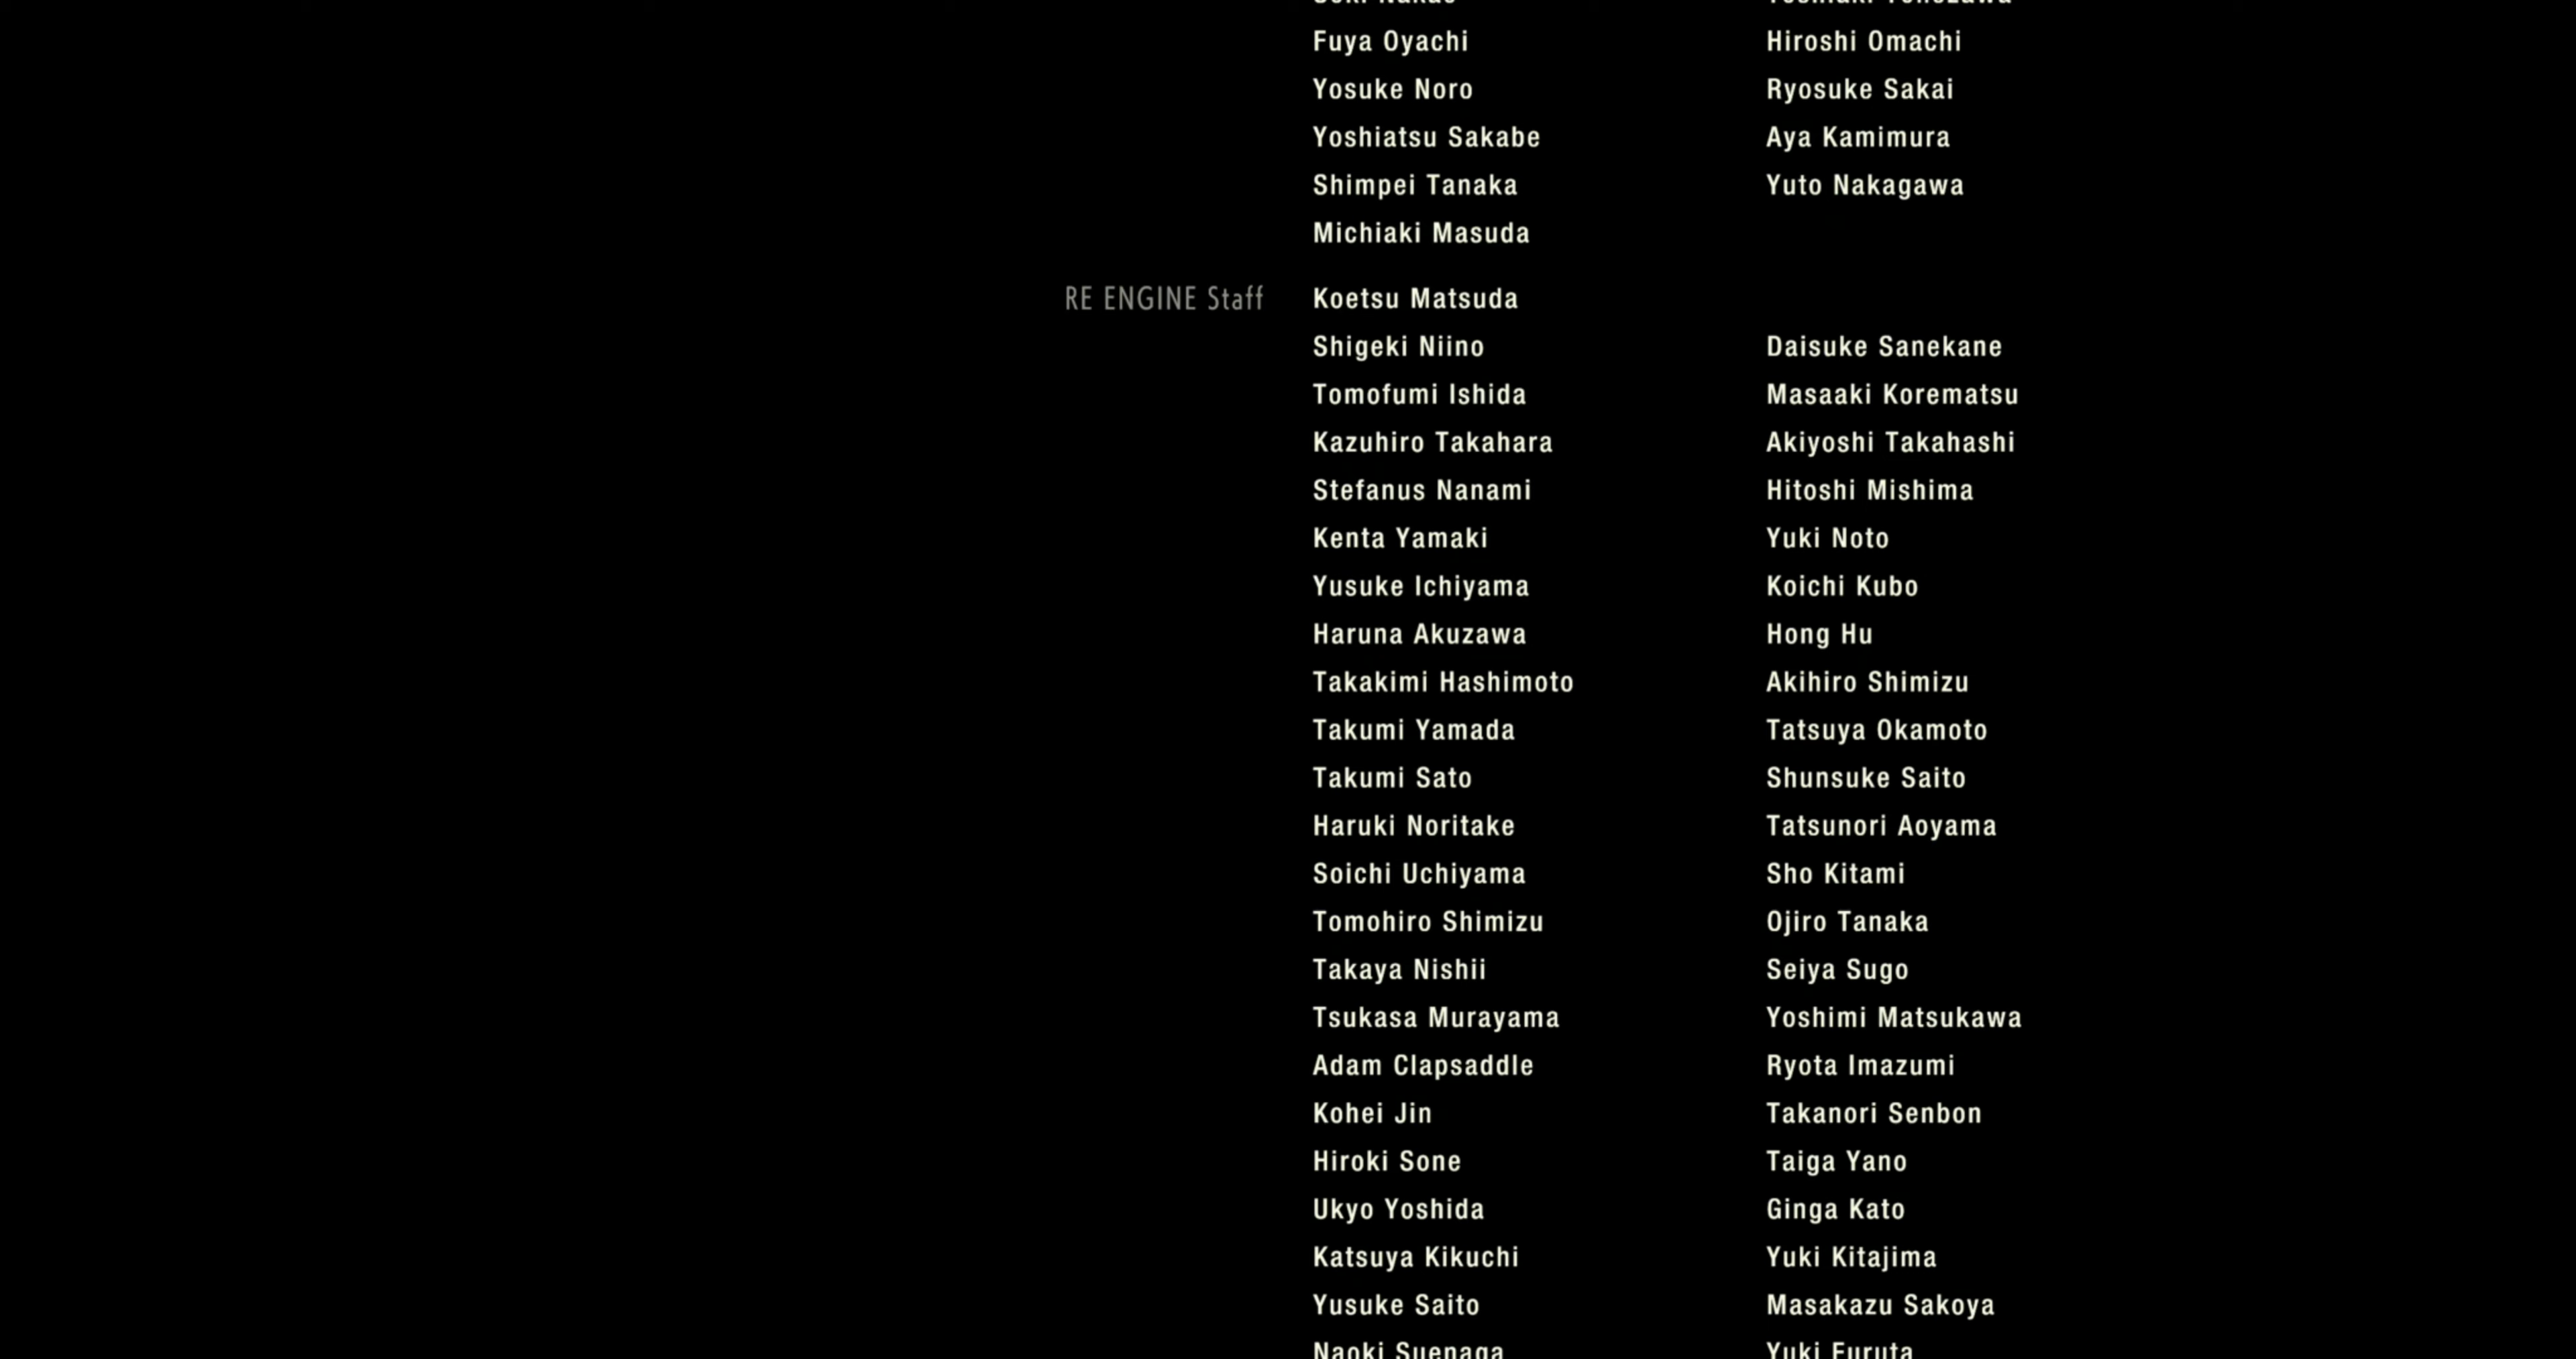 Fuya Oyachi Hiroshi Omachi
Yosuke Noro Ryosuke Sakai
Yoshiatsu Sakabe Aya Kamimura
Shimpei Tanaka Yuto Nakagawa
Michiaki Masuda
RE ENGINE Staff Koetsu Matsuda
Shigeki Niino Daisuke Sanekane
Tomofumi Ishida Masaaki Korematsu
Kazuhiro Takahara Akiyoshi Takahashi
Stefanus Nanami Hitoshi Mishima
Kenta Yamaki Yuki Noto
Yusuke Ichiyama Koichi Kubo
Haruna Akuzawa Hong Hu
Takakimi Hashimoto Akihiro Shimizu
Takumi Yamada Tatsuya Okamoto
Takumi Sato Shunsuke Saito
Haruki Noritake Tatsunori Aoyama
Soichi Uchiyama Sho Kitami
Tomohiro Shimizu Ojiro Tanaka
Takaya Nishii Seiya Sugo
Tsukasa Murayama Yoshimi Matsukawa
Adam Clapsaddle Ryota Imazumi
Kohei Jin Takanori Senbon
Hiroki Sone Taiga Yano
Ukyo Yoshida Ginga Kato
Katsuya Kikuchi Yuki Kitajima
Yusuke Saito Masakazu Sakoya
Naoki Suenaga Yuki Furuta